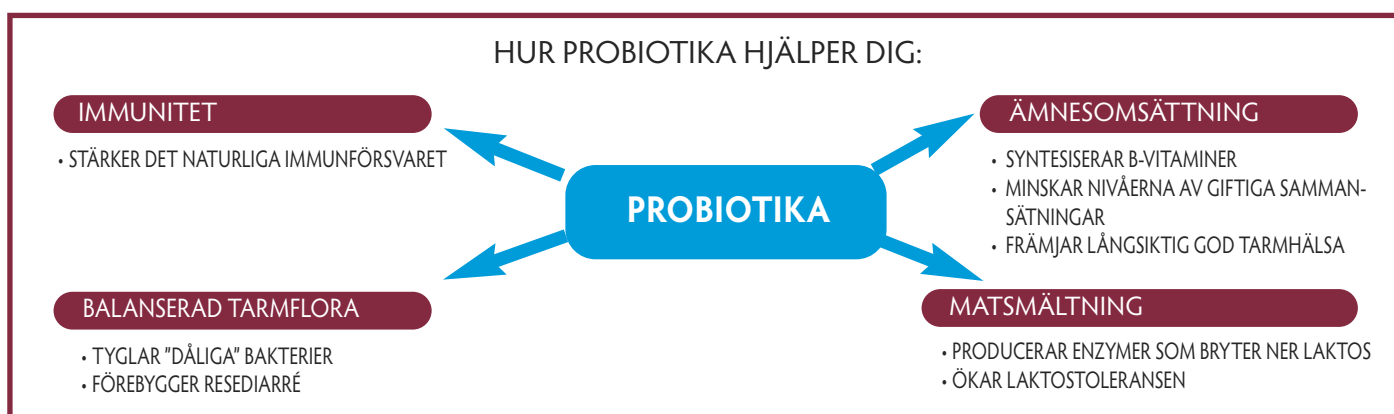 HUR PROBIOTIKA HJÄLPER DIG:
IMMUNITET
• STÄRKER DET NATURLIGA IMMUNFÖRSVARET
ÄMNESOMSÄTTNING
• SYNTESISERAR B-VITAMINER
• MINSKAR NIVÅERNA AV GIFTIGA SAMMAN-
SÄTNINGAR
• FRÄMJAR LÅNGSIKTIG GOD TARMHÄLSA
PROBIOTIKA
BALANSERAD TARMFLORA
• TYGLAR ”DÅLIGA” BAKTERIER
• FÖREBYGGER RESEDIARRÉ
MATSMÄLTNING
• PRODUCERAR ENZYMER SOM BRYTER NER LAKTOS
• ÖKAR LAKTOSTOLERANSEN